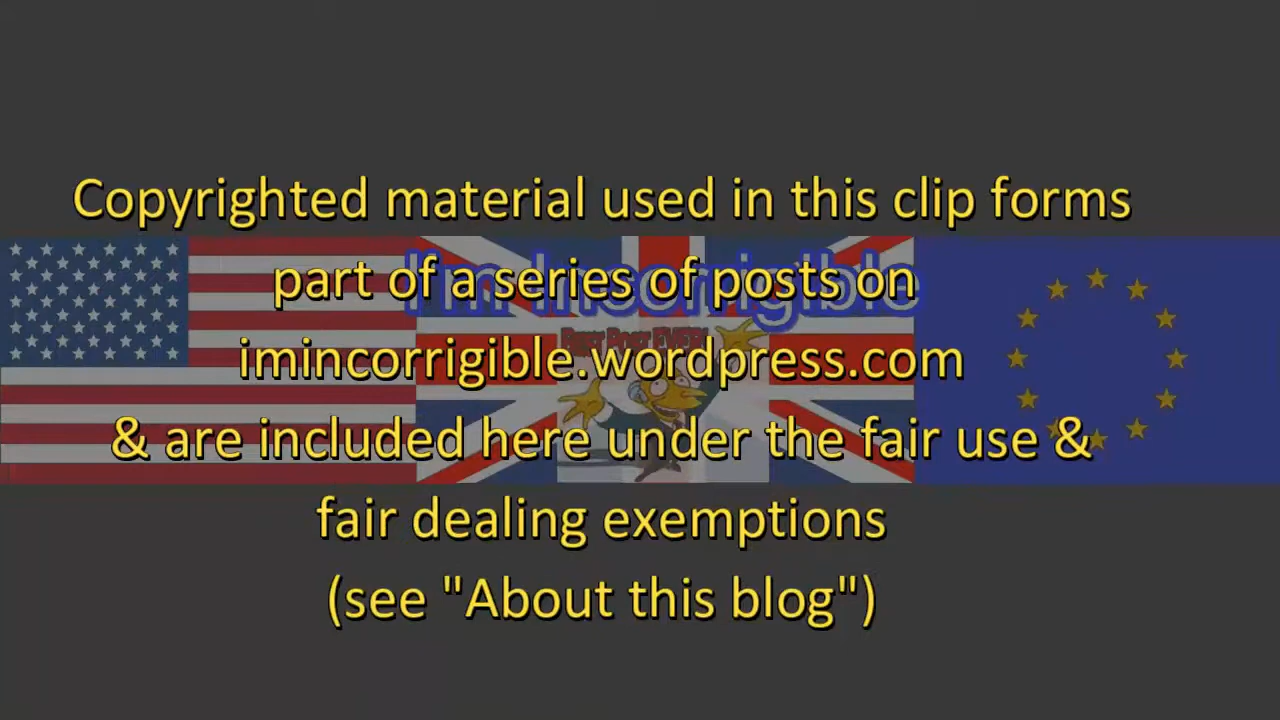 Copyrighted material used in this clip forms
part of a series of posts on
I'm Incorrigible
imincorrigible.wordpress.com
& are included here under the fair use &
fair dealing exemptions
(see "About this blog")